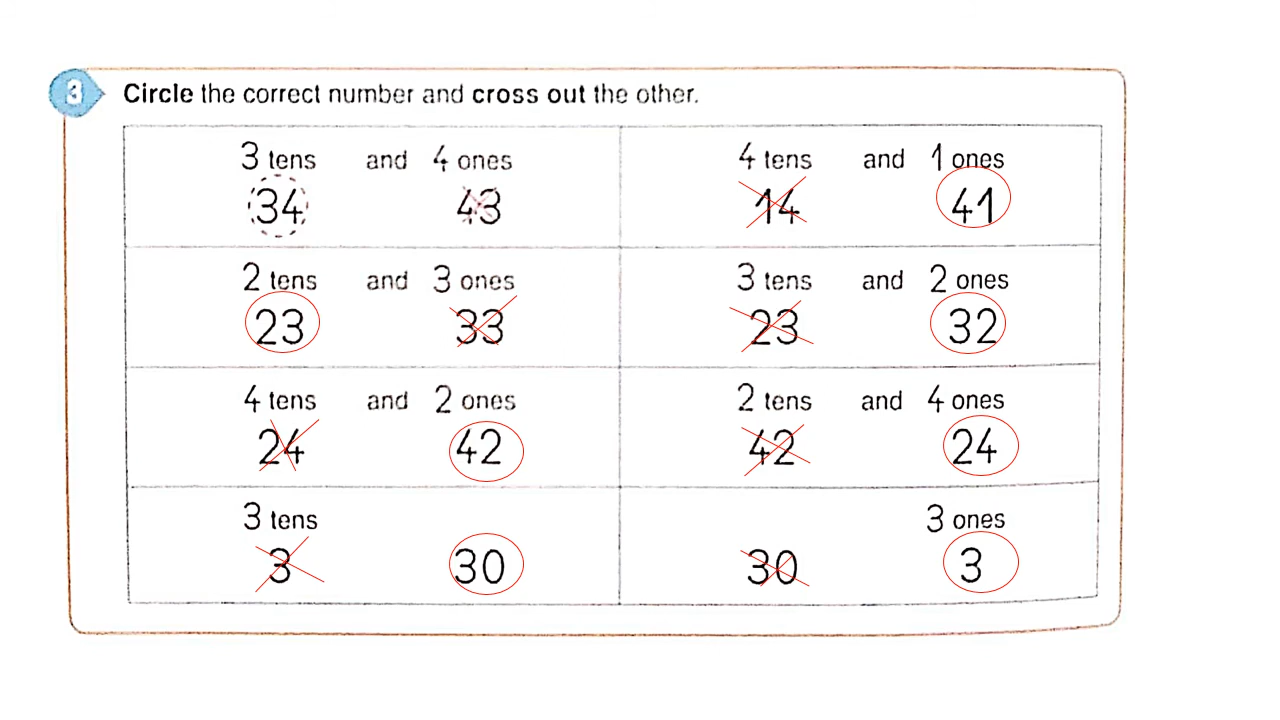 3 Circle the correct number and cross out the other.
3 tens and 4 ones
34 43
4 tens and 1 ones
14 41
2 tens and 3 ones
23 33
3 tens and 2 ones
23 32
4 tens and 2 ones
24 42
2 tens and 4 ones
42 24
3 tens
3 30
3 ones
30 3